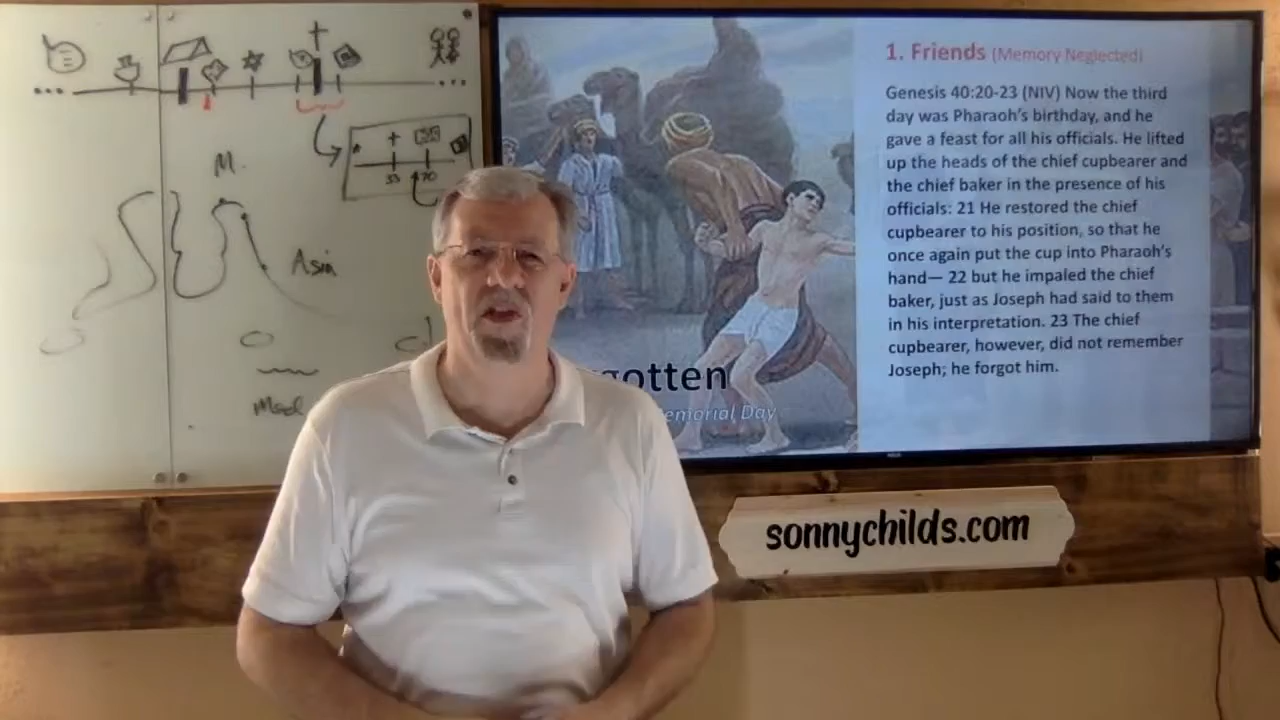 M.
Asia
33
70
1. Friends (Memory Neglected)
Genesis 40:20-23 (NIV) Now the third
day was Pharaoh's birthday, and he
gave a feast for all his officials. He lifted
up the heads of the chief cupbearer and
the chief baker in the presence of his
officials: 21 He restored the chief
cupbearer to his position, so that he
once again put the cup into Pharaoh's
hand— 22 but he impaled the chief
baker, just as Joseph had said to them
in his interpretation. 23 The chief
cupbearer, however, did not remember
Joseph; he forgot him.
gotten
emorial Day
sonnychilds.com